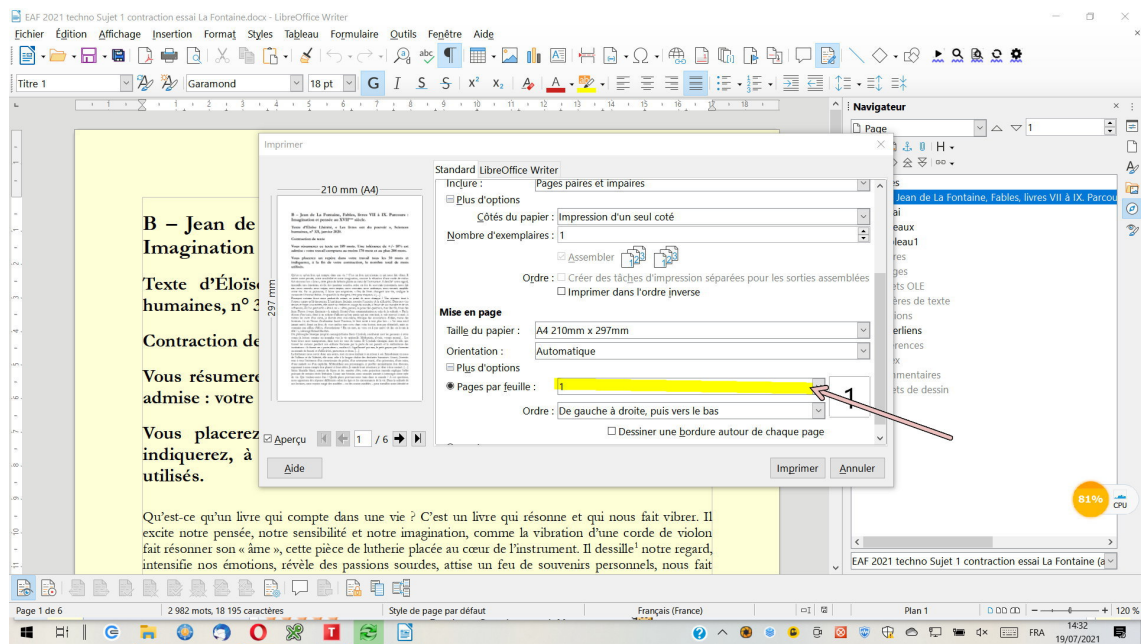 EAF 2021 techno Sujet 1 contraction essai La Fontaine.docx - LibreOffice Writer
Fichier Édition Affichage Insertion Format Styles Tableau Formulaire Outils Fenêtre Aide
Titre 1 Garamond 18 pt G I S S X² X₂ A A
Navigateur
Page 1
Imprimer
Standard LibreOffice Writer
210 mm (A4)
297 mm
Inclure : Pages paires et impaires
Plus d'options
Côtés du papier : Impression d'un seul coté
Nombre d'exemplaires : 1
Assembler
Ordre : Créer des tâches d'impression séparées pour les sorties assemblées
Imprimer dans l'ordre inverse
Mise en page
Taille du papier : A4 210mm x 297mm
Orientation : Automatique
Plus d'options
Pages par feuille : 1
1
Ordre : De gauche à droite, puis vers le bas
Dessiner une bordure autour de chaque page
Aperçu 1 / 6
Aide Imprimer Annuler
Jean de La Fontaine, Fables, livres VII à IX. Parcou
B – Jean de
Imagination
Texte d'Éloïse
humaines, n° 3
Contraction de
Vous résumere
admise : votre
Vous placerez
indiquerez, à
utilisés.
Qu'est-ce qu'un livre qui compte dans une vie ? C'est un livre qui résonne et qui nous fait vibrer. Il
excite notre pensée, notre sensibilité et notre imagination, comme la vibration d'une corde de violon
fait résonner son « âme », cette pièce de lutherie placée au cœur de l'instrument. Il dessille¹ notre regard,
intensifie nos émotions, révèle des passions sourdes, attise un feu de souvenirs personnels, nous fait
81% CPU
EAF 2021 techno Sujet 1 contraction essai La Fontaine (a
Page 1 de 6 2 982 mots, 18 195 caractères Style de page par défaut Français (France) Plan 1 120 %
FRA 14:32
19/07/2021